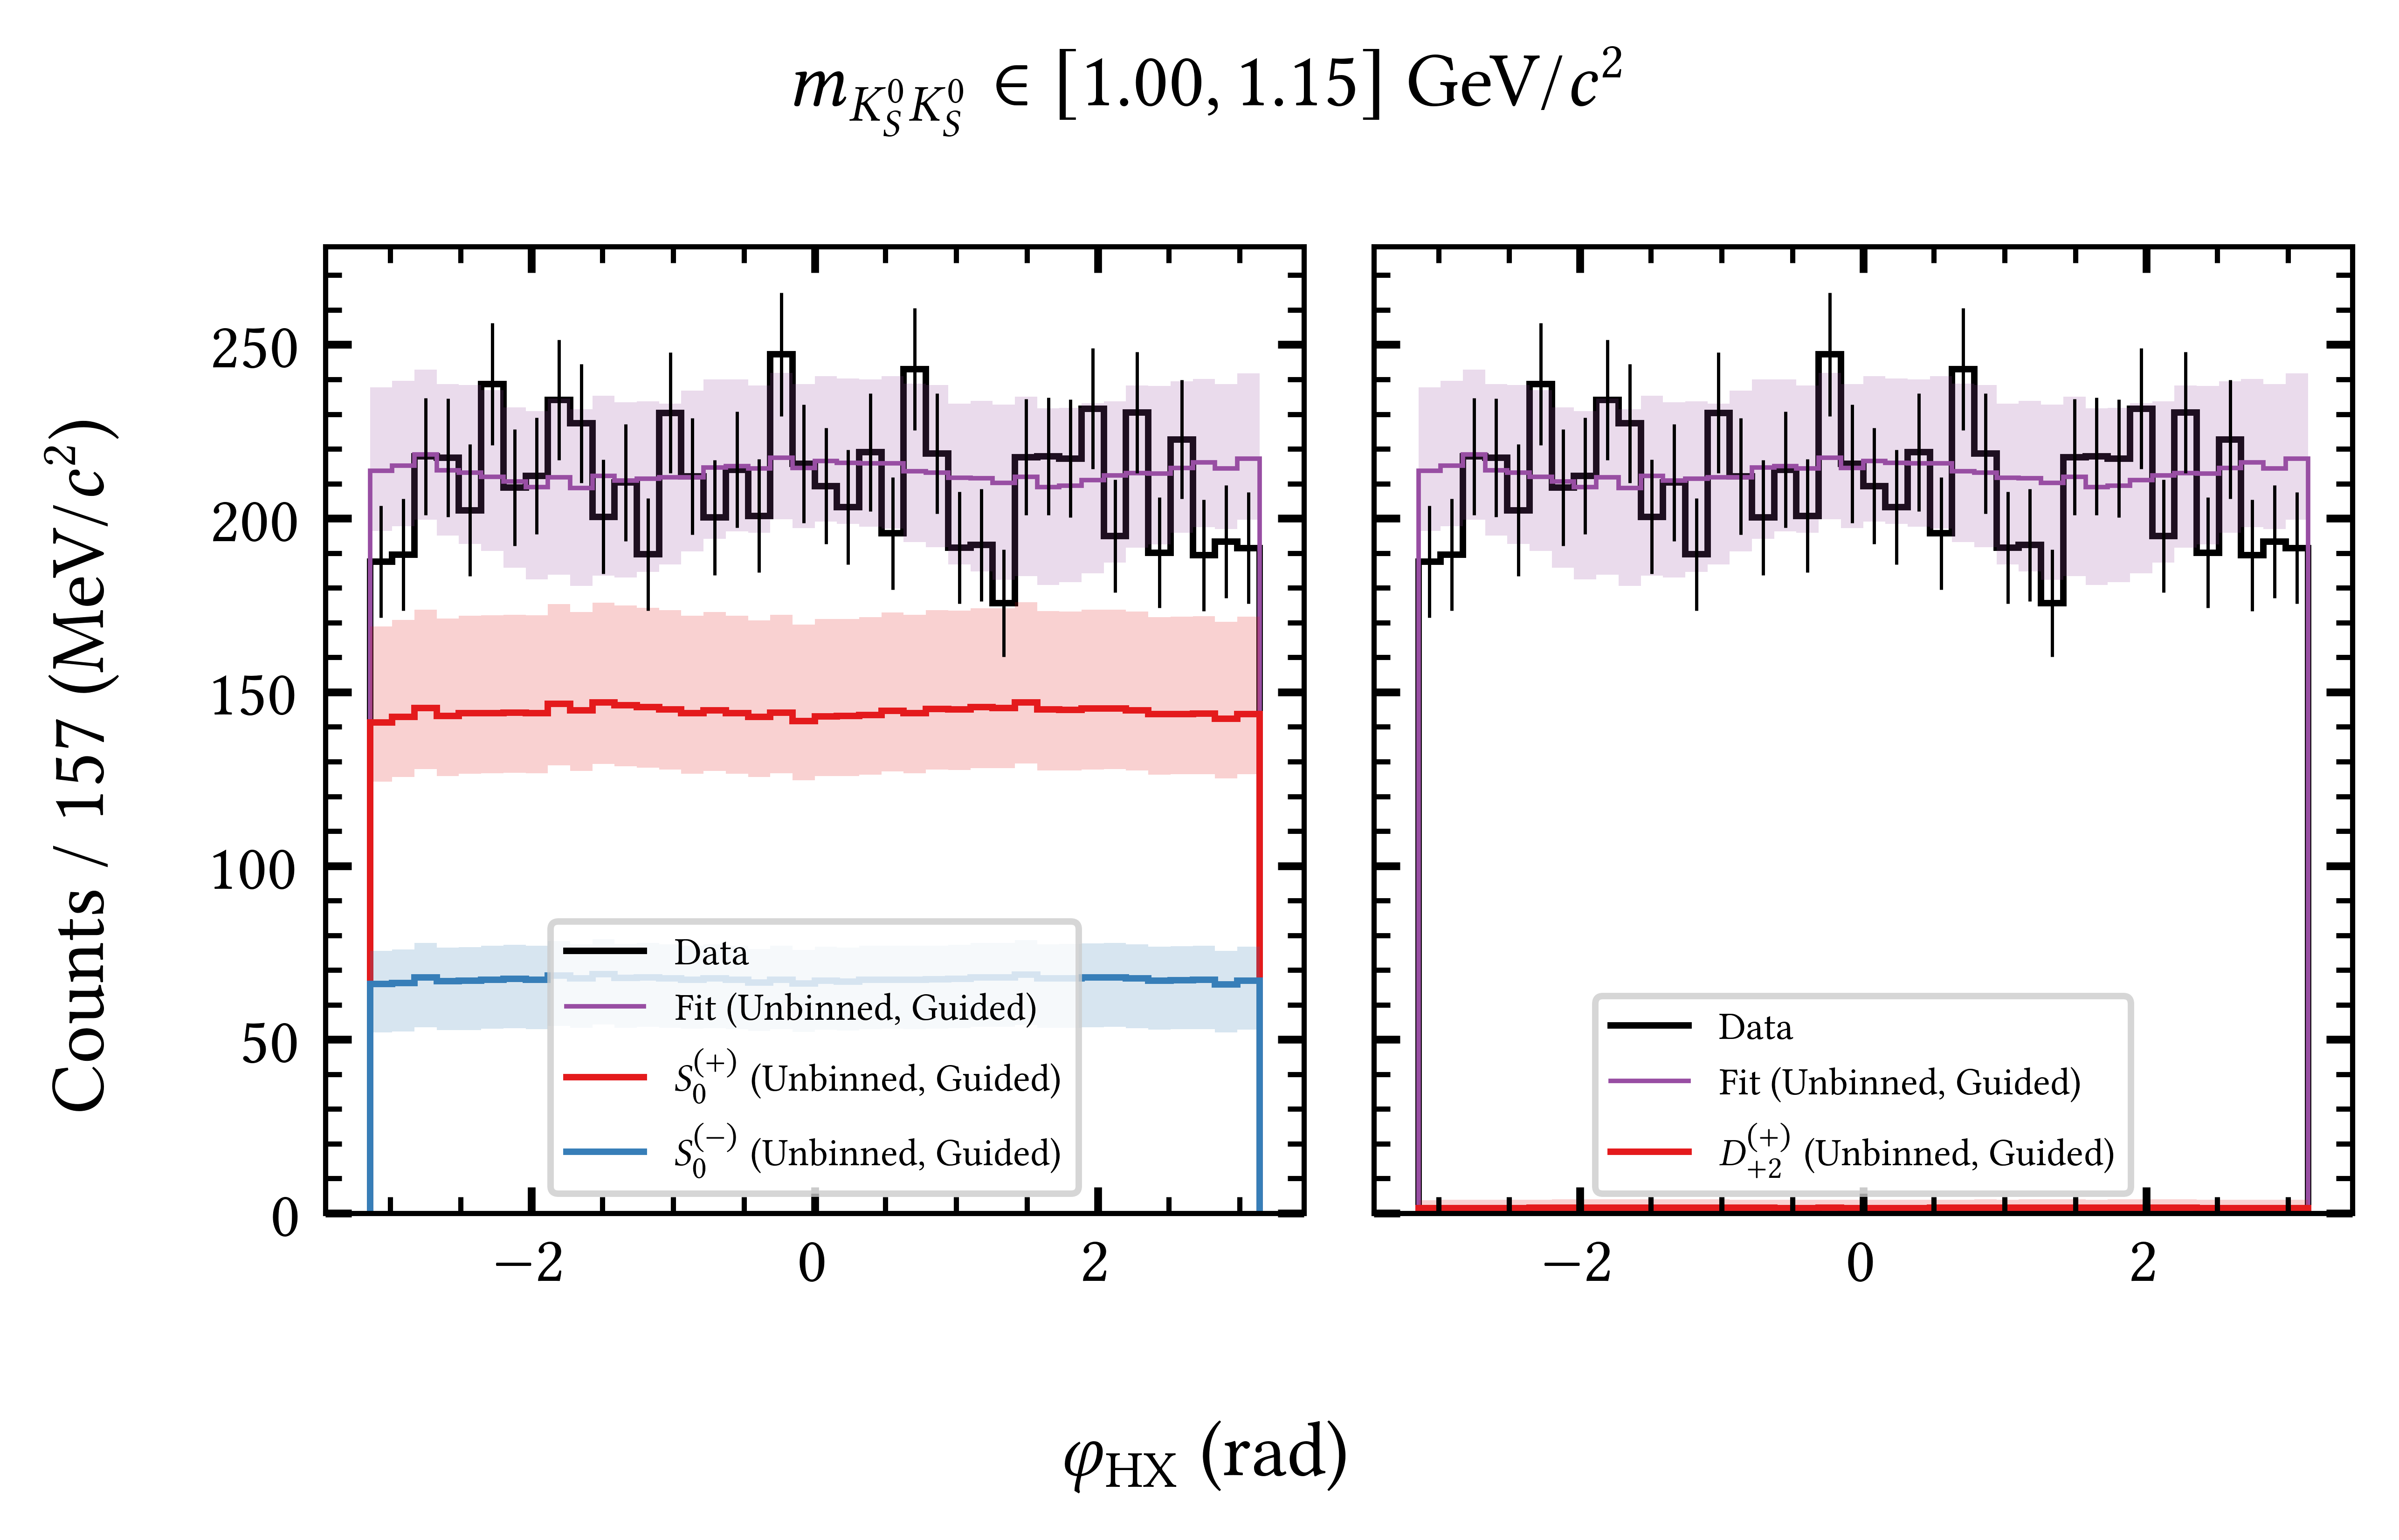 m_{K_S^0 K_S^0} ∈ [1.00, 1.15] GeV/c²
Counts / 157 (MeV/c²)
250
200
150
100
50
0
Data
Fit (Unbinned, Guided)
S_0^{(+)} (Unbinned, Guided)
S_0^{(−)} (Unbinned, Guided)
−2
0
2
Data
Fit (Unbinned, Guided)
D_{+2}^{(+)} (Unbinned, Guided)
−2
0
2
φ_{HX} (rad)